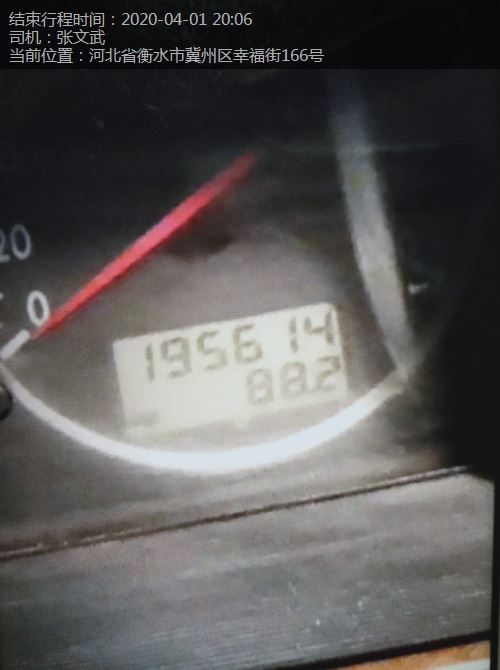 结束行程时间：2020-04-01 20:06
司机：张文武
当前位置：河北省衡水市冀州区幸福街166号
20
0
195614
88.2